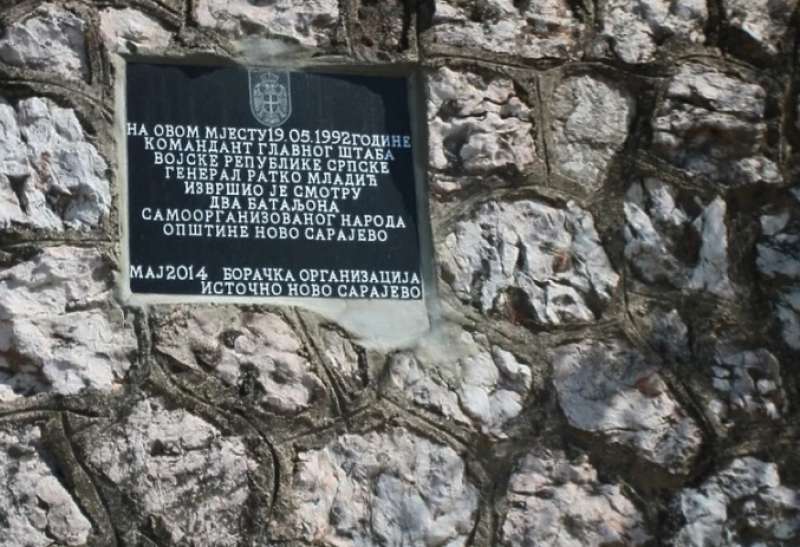 НА ОВОМ МЈЕСТУ 19.05.1992 ГОДИНЕ
КОМАНДАНТ ГЛАВНОГ ШТАБА
ВОЈСКЕ РЕПУБЛИКЕ СРПСКЕ
ГЕНЕРАЛ РАТКО МЛАДИЋ
ИЗВРШИО ЈЕ СМОТРУ
ДВА БАТАЉОНА
САМООРГАНИЗОВАНОГ НАРОДА
ОПШТИНЕ НОВО САРАЈЕВО
МАЈ 2014 БОРАЧКА ОРГАНИЗАЦИЈА
ИСТОЧНО НОВО САРАЈЕВО